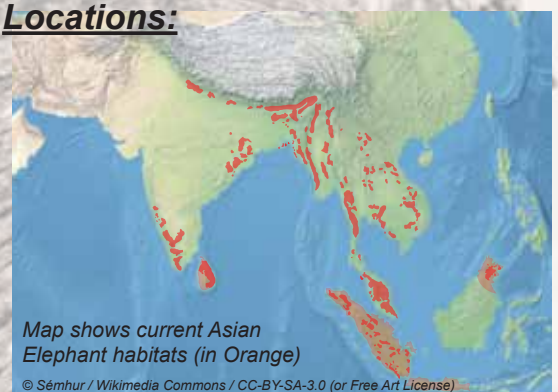 Locations:
Map shows current Asian
Elephant habitats (in Orange)
© Sémhur / Wikimedia Commons / CC-BY-SA-3.0 (or Free Art License)